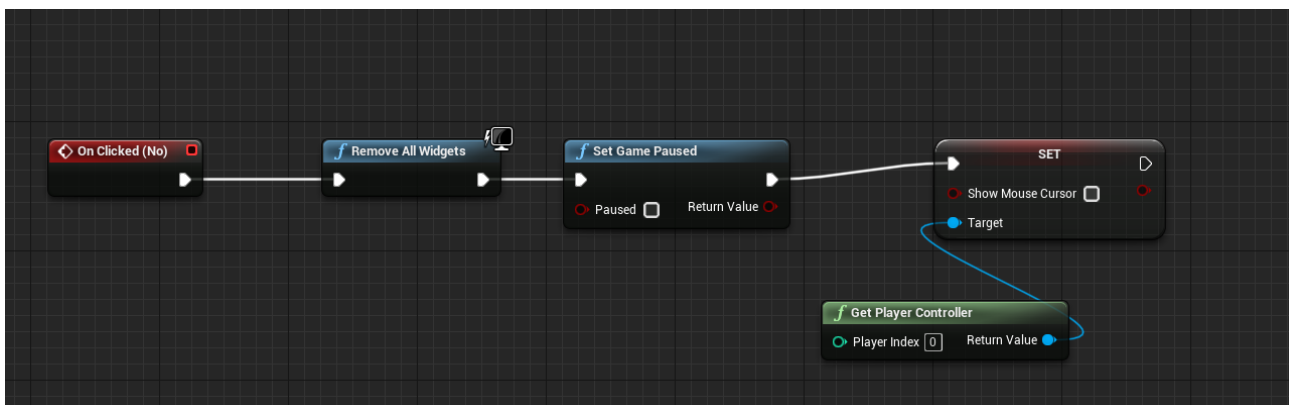 On Clicked (No)
Remove All Widgets
Set Game Paused
Paused
Return Value
SET
Show Mouse Cursor
Target
Get Player Controller
Player Index 0
Return Value